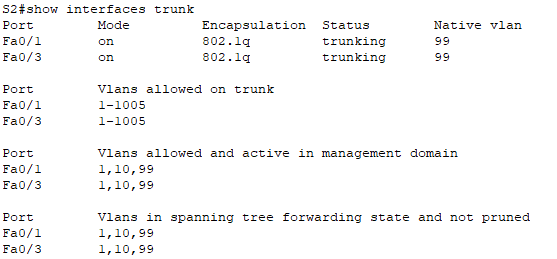 S2#show interfaces trunk
Port Mode Encapsulation Status Native vlan
Fa0/1 on 802.1q trunking 99
Fa0/3 on 802.1q trunking 99
Port Vlans allowed on trunk
Fa0/1 1-1005
Fa0/3 1-1005
Port Vlans allowed and active in management domain
Fa0/1 1,10,99
Fa0/3 1,10,99
Port Vlans in spanning tree forwarding state and not pruned
Fa0/1 1,10,99
Fa0/3 1,10,99